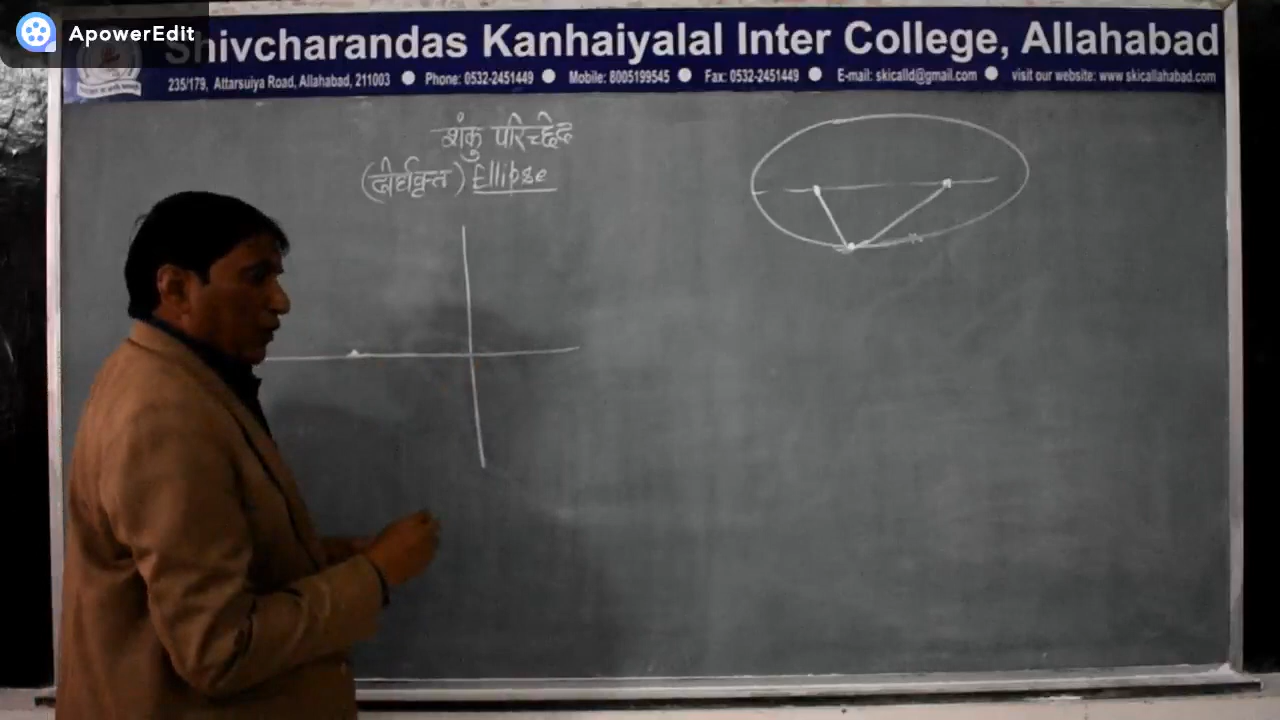 ApowerEdit
Shivcharandas Kanhaiyalal Inter College, Allahabad
235/179, Attarsuiya Road, Allahabad, 211003 ● Phone: 0532-2451449 ● Mobile: 8005199545 ● Fax: 0532-2451449 ● E-mail: skicalld@gmail.com ● visit our website: www.skicallahabad.com
शंकु परिच्छेद
(दीर्घवृत्त) Ellipse